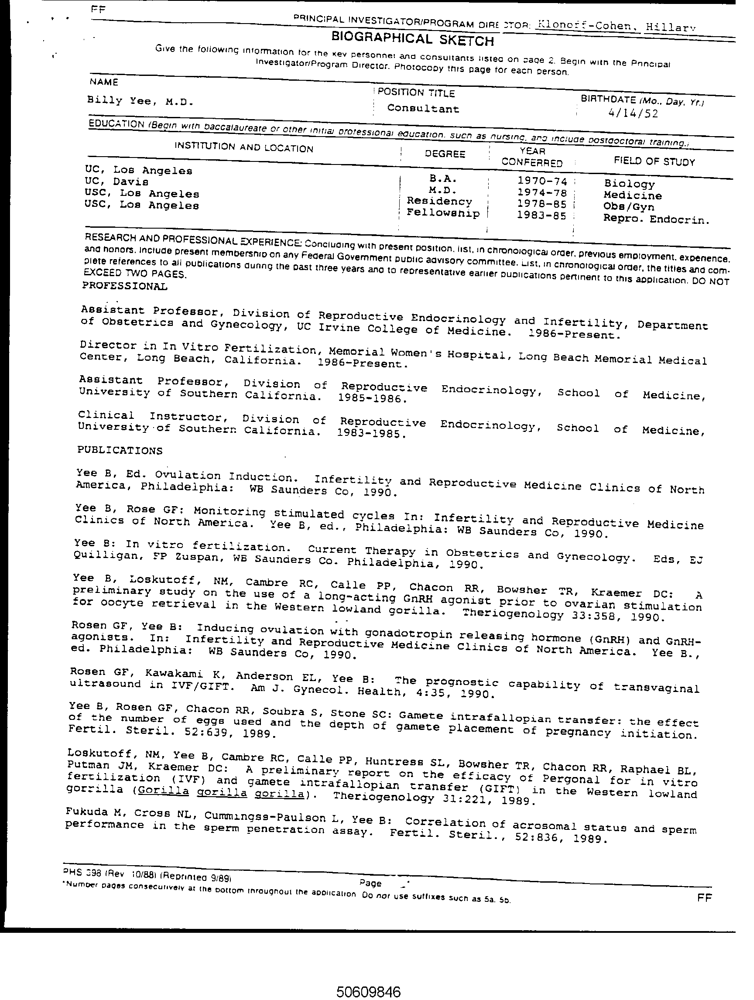 FF
PRINCIPAL INVESTIGATOR/PROGRAM DIRECTOR: Klonoff-Cohen, Hillary
BIOGRAPHICAL SKETCH
Give the following information for the key personnel and consultants listed on page 2. Begin with the Principal
Investigator/Program Director. Photocopy this page for each person.
NAME
POSITION TITLE
BIRTHDATE (Mo., Day, Yr.)
Billy Yee, M.D.
Consultant
4/14/52
EDUCATION (Begin with baccalaureate or other initial professional education, such as nursing, and include postdoctoral training.)
INSTITUTION AND LOCATION
DEGREE
YEAR CONFERRED
FIELD OF STUDY
UC, Los Angeles B.A. 1970-74 Biology
UC, Davis M.D. 1974-78 Medicine
USC, Los Angeles Residency 1978-85 Obs/Gyn
USC, Los Angeles Fellowship 1983-85 Repro. Endocrin.
RESEARCH AND PROFESSIONAL EXPERIENCE: Concluding with present position, list, in chronological order, previous employment, experience,
and honors. Include present membership on any Federal Government public advisory committee. List, in chronological order, the titles and com-
plete references to all publications during the past three years and to representative earlier publications pertinent to this application. DO NOT
EXCEED TWO PAGES.
PROFESSIONAL
Assistant Professor, Division of Reproductive Endocrinology and Infertility, Department
of Obstetrics and Gynecology, UC Irvine College of Medicine. 1986-Present.
Director in In Vitro Fertilization, Memorial Women's Hospital, Long Beach Memorial Medical
Center, Long Beach, California. 1986-Present.
Assistant Professor, Division of Reproductive Endocrinology, School of Medicine,
University of Southern California. 1985-1986.
Clinical Instructor, Division of Reproductive Endocrinology, School of Medicine,
University of Southern California. 1983-1985.
PUBLICATIONS
Yee B, Ed. Ovulation Induction. Infertility and Reproductive Medicine Clinics of North
America, Philadelphia: WB Saunders Co, 1990.
Yee B, Rose GF: Monitoring stimulated cycles In: Infertility and Reproductive Medicine
Clinics of North America. Yee B, ed., Philadelphia: WB Saunders Co, 1990.
Yee B: In vitro fertilization. Current Therapy in Obstetrics and Gynecology. Eds, EJ
Quilligan, FP Zuspan, WB Saunders Co. Philadelphia, 1990.
Yee B, Loskutoff, NM, Cambre RC, Calle PP, Chacon RR, Bowsher TR, Kraemer DC: A
preliminary study on the use of a long-acting GnRH agonist prior to ovarian stimulation
for oocyte retrieval in the Western lowland gorilla. Theriogenology 33:358, 1990.
Rosen GF, Yee B: Inducing ovulation with gonadotropin releasing hormone (GnRH) and GnRH-
agonists. In: Infertility and Reproductive Medicine Clinics of North America. Yee B.,
ed. Philadelphia: WB Saunders Co, 1990.
Rosen GF, Kawakami K, Anderson EL, Yee B: The prognostic capability of transvaginal
ultrasound in IVF/GIFT. Am J. Gynecol. Health, 4:35, 1990.
Yee B, Rosen GF, Chacon RR, Soubra S, Stone SC: Gamete intrafallopian transfer: the effect
of the number of eggs used and the depth of gamete placement of pregnancy initiation.
Fertil. Steril. 52:639, 1989.
Loskutoff, NM, Yee B, Cambre RC, Calle PP, Huntress SL, Bowsher TR, Chacon RR, Raphael BL,
Putman JM, Kraemer DC: A preliminary report on the efficacy of Pergonal for in vitro
fertilization (IVF) and gamete intrafallopian transfer (GIFT) in the Western lowland
gorrilla (Gorilla gorilla gorilla). Theriogenology 31:221, 1989.
Fukuda M, Cross NL, Cummingss-Paulson L, Yee B: Correlation of acrosomal status and sperm
performance in the sperm penetration assay. Fertil. Steril., 52:836, 1989.
PHS 398 (Rev. 10/88) (Reprinted 9/89)
Page
*Number pages consecutively at the bottom throughout the application. Do not use suffixes such as 5a, 5b.
FF
50609846